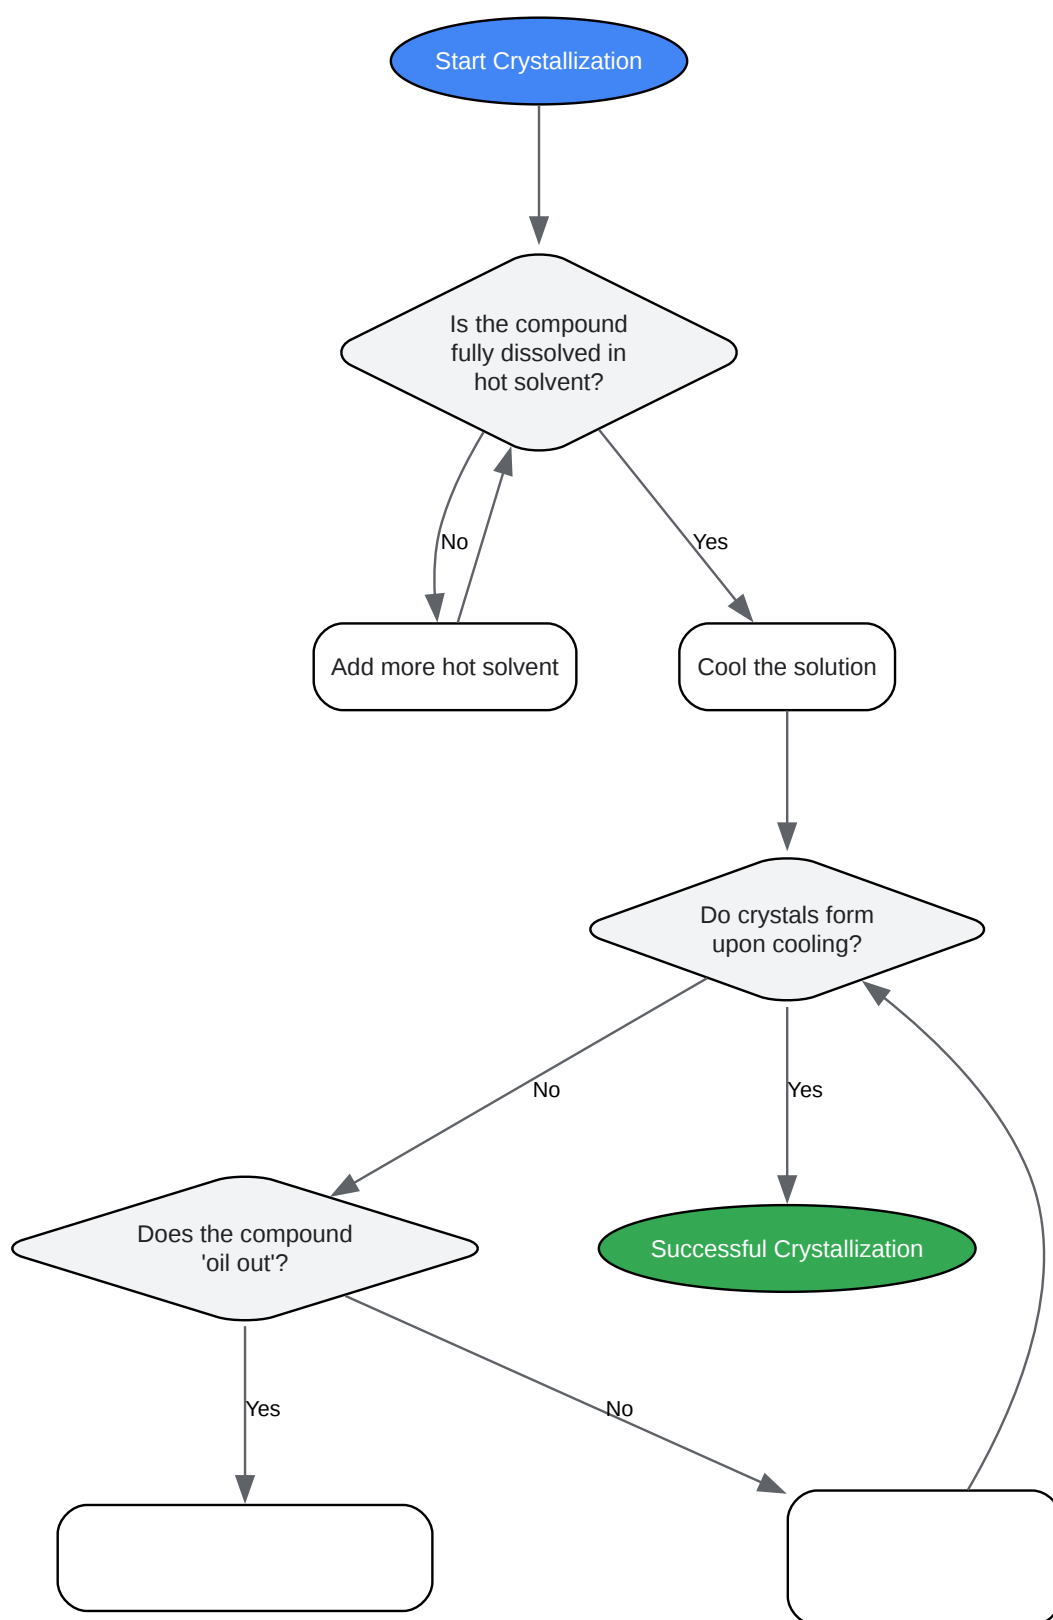 Start Crystallization
Is the compound
fully dissolved in
hot solvent?
No
Yes
Add more hot solvent
Cool the solution
Do crystals form
upon cooling?
No
Yes
Does the compound
'oil out'?
Successful Crystallization
Yes
No